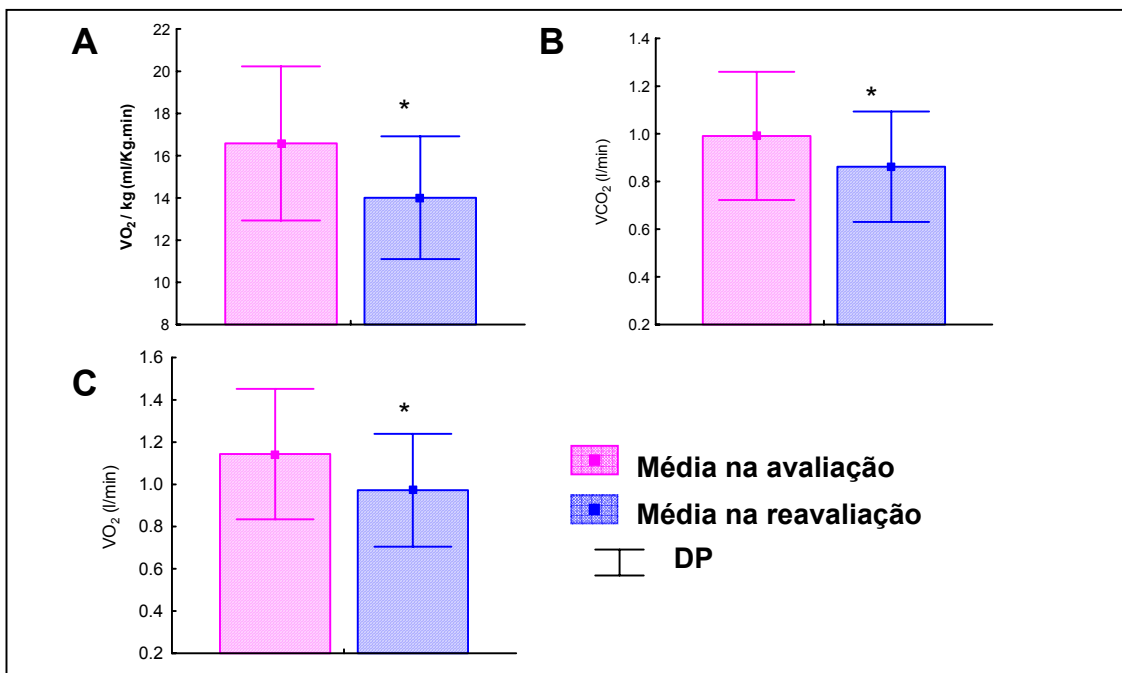 A
VO₂ / kg (ml/Kg.min)
22
20
18
16
14
12
10
8
*
B
VCO₂ (l/min)
1.4
1.2
1.0
0.8
0.6
0.4
0.2
*
C
VO₂ (l/min)
1.6
1.4
1.2
1.0
0.8
0.6
0.4
0.2
*
Média na avaliação
Média na reavaliação
DP